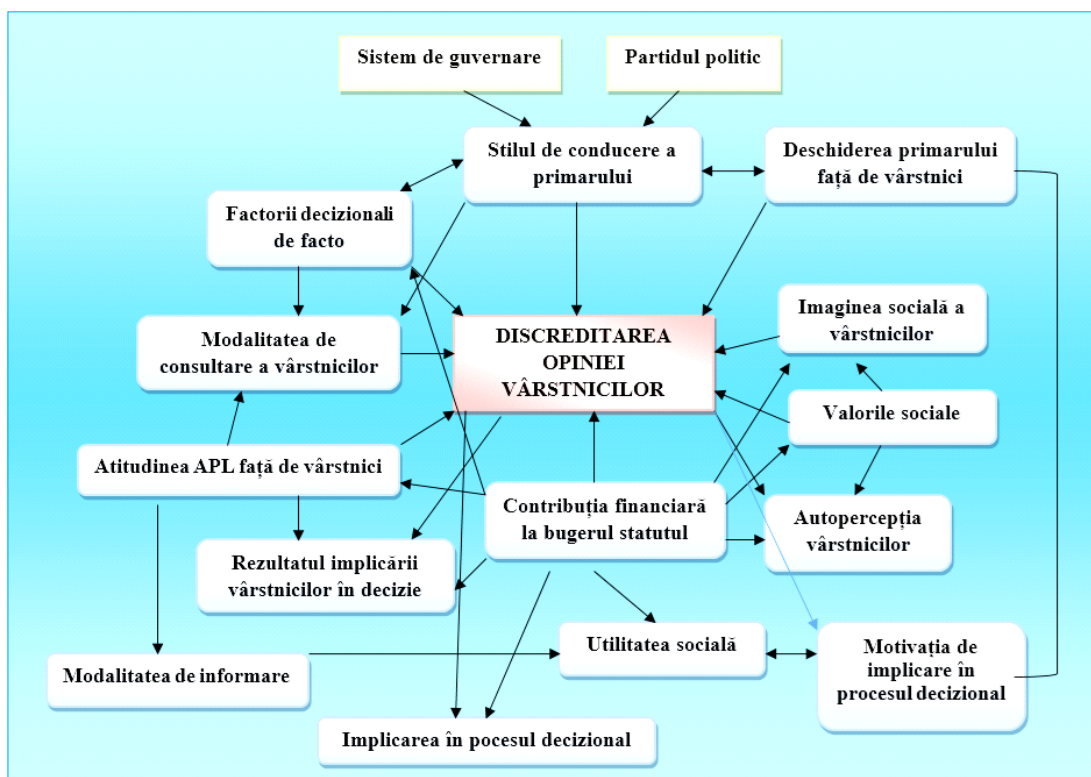 Sistem de guvernare
Partidul politic
Stilul de conducere a
primarului
Deschiderea primarului
față de vârstnici
Factorii decizionali
de facto
Imaginea socială a
vârstnicilor
Modalitatea de
consultare a vârstnicilor
DISCREDITAREA
OPINIEI
VÂRSTNICILOR
Valorile sociale
Atitudinea APL față de vârstnici
Contribuția financiară
la bugerul statutul
Autopercepția
vârstnicilor
Rezultatul implicării
vârstnicilor în decizie
Utilitatea socială
Motivația de
implicare în
procesul decizional
Modalitatea de informare
Implicarea în pocesul decizional